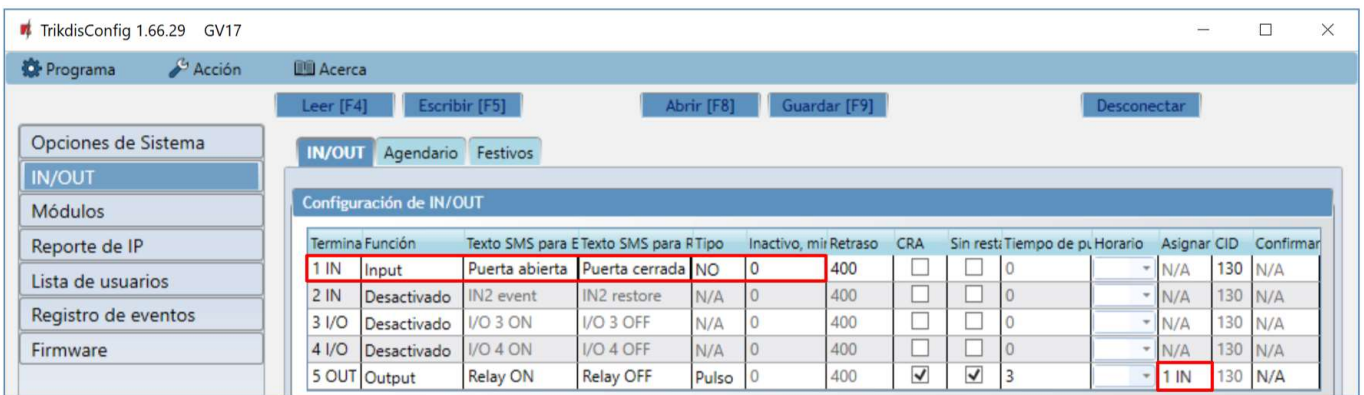 TrikdisConfig 1.66.29 GV17
Programa Acción Acerca
Leer [F4] Escribir [F5] Abrir [F8] Guardar [F9] Desconectar
Opciones de Sistema
IN/OUT
Módulos
Reporte de IP
Lista de usuarios
Registro de eventos
Firmware
IN/OUT Agendario Festivos
Configuración de IN/OUT
Termina Función Texto SMS para E Texto SMS para R Tipo Inactivo, mir Retraso CRA Sin resta Tiempo de pu Horario Asignar CID Confirmar
1 IN Input Puerta abierta Puerta cerrada NO 0 400 0 N/A 130 N/A
2 IN Desactivado IN2 event IN2 restore N/A 0 400 0 N/A 130 N/A
3 I/O Desactivado I/O 3 ON I/O 3 OFF N/A 0 400 0 N/A 130 N/A
4 I/O Desactivado I/O 4 ON I/O 4 OFF N/A 0 400 0 N/A 130 N/A
5 OUT Output Relay ON Relay OFF Pulso 0 400 3 1 IN 130 N/A